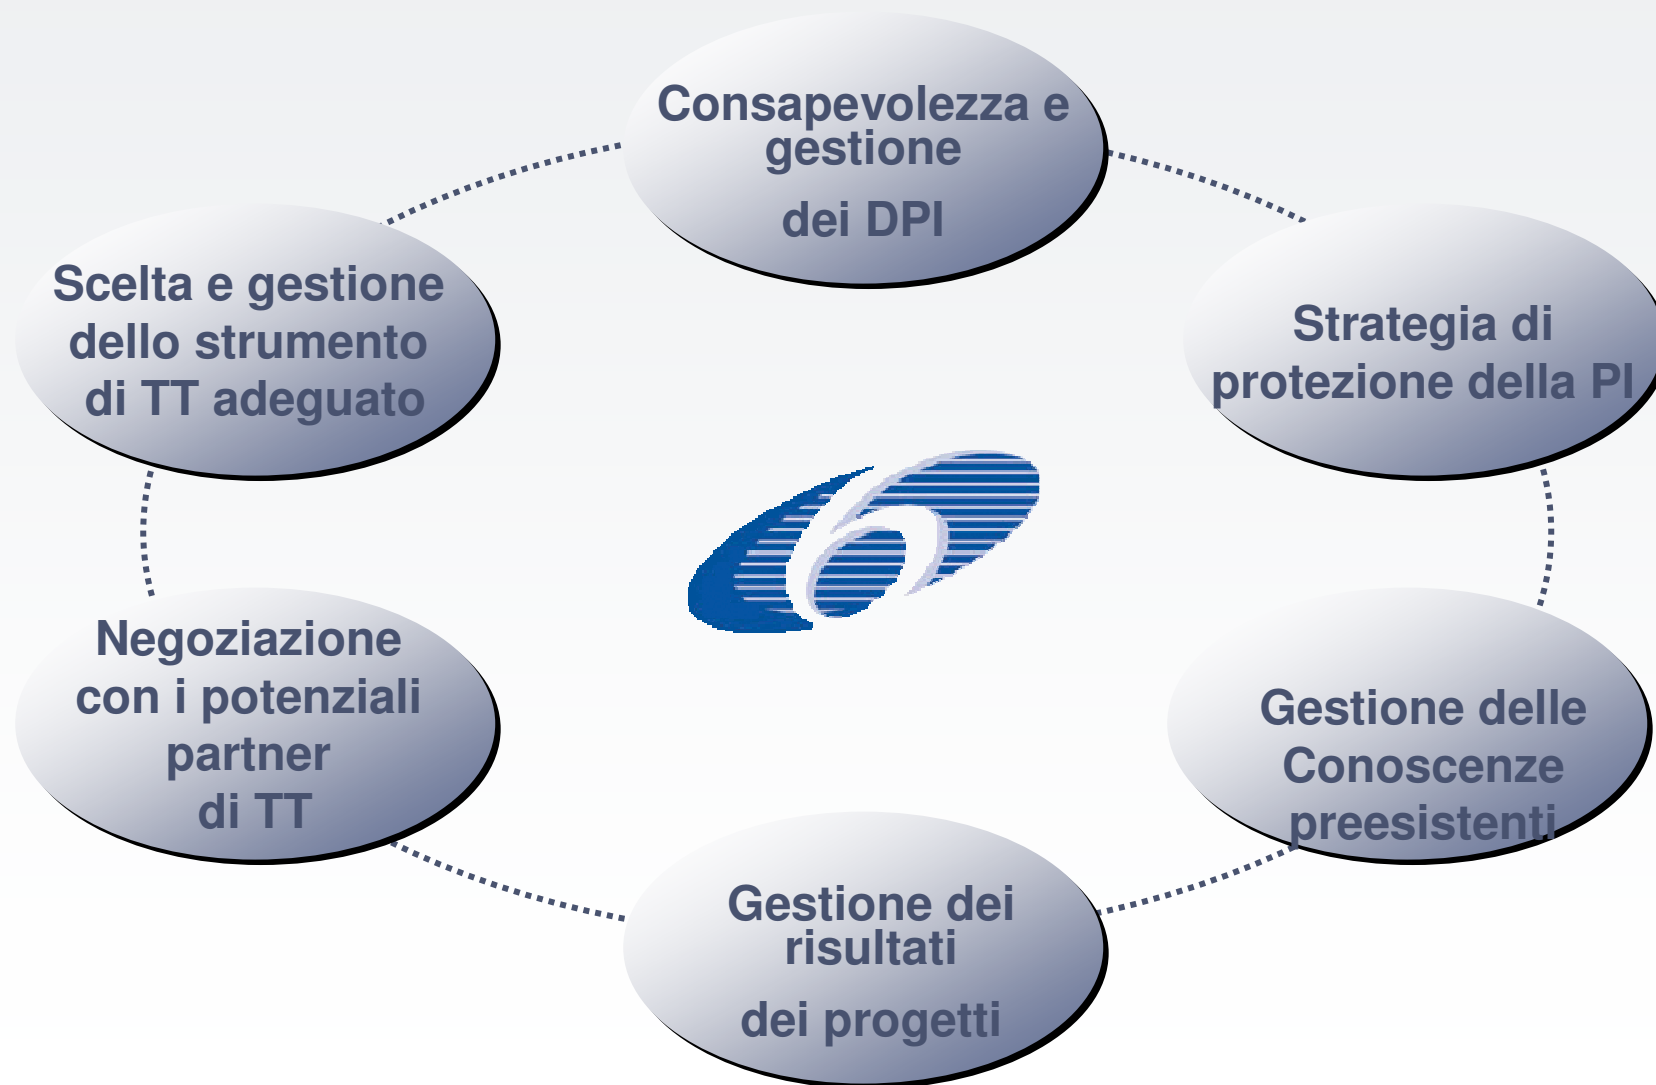 Consapevolezza e
gestione
dei DPI
Scelta e gestione
dello strumento
di TT adeguato
Strategia di
protezione della PI
6
Negoziazione
con i potenziali
partner
di TT
Gestione delle
Conoscenze
preesistenti
Gestione dei
risultati
dei progetti